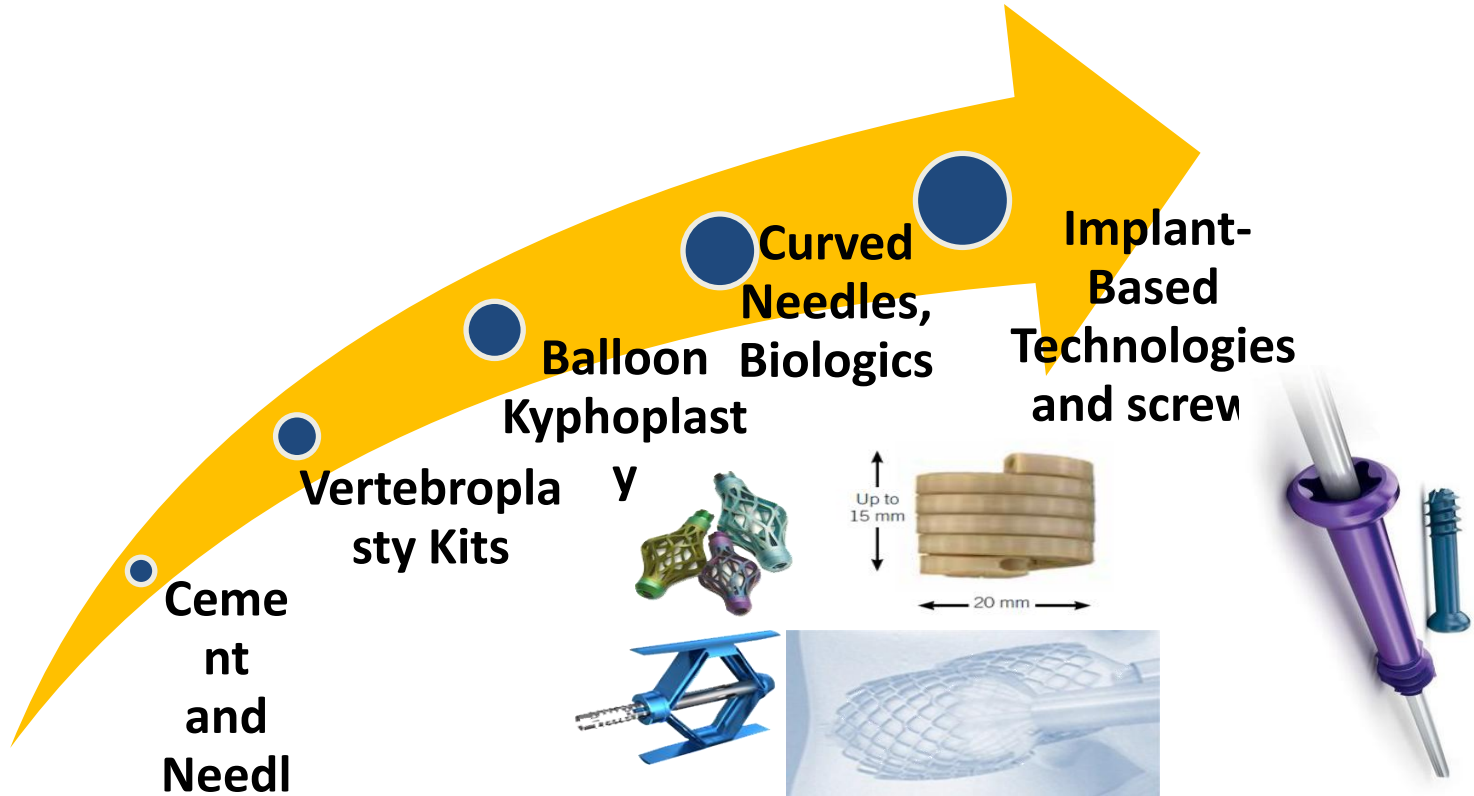 Ceme
nt
and
Needl
Vertebropla
sty Kits
Balloon
Kyphoplast
y
Curved
Needles,
Biologics
Implant-
Based
Technologies
and screw
Up to
15 mm
20 mm